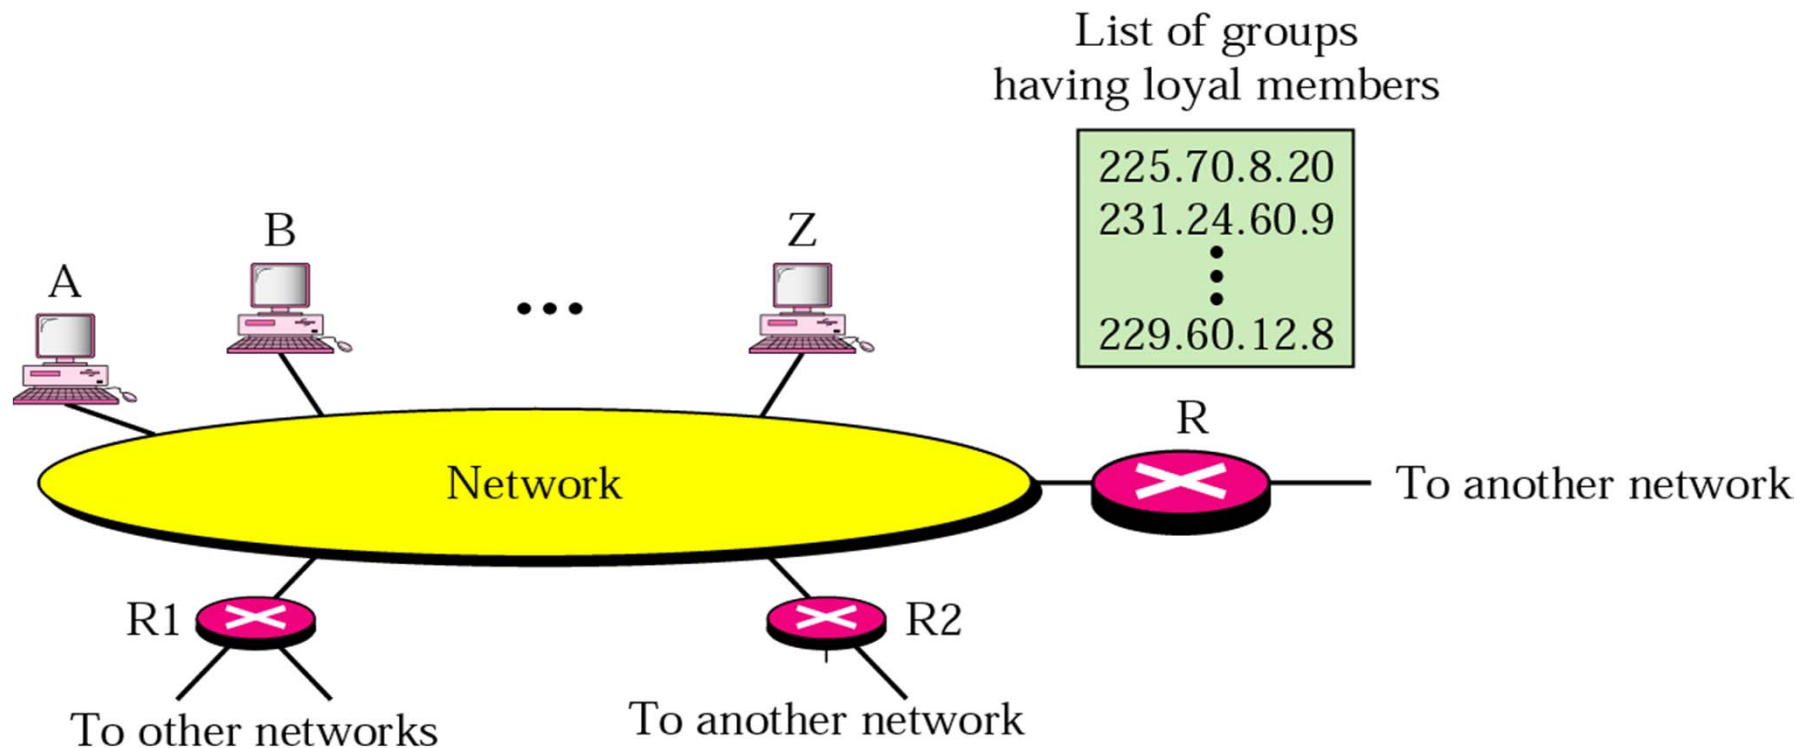 List of groups
having loyal members
225.70.8.20
231.24.60.9
229.60.12.8
A
B
Z
R
Network
To another network
R1
R2
To other networks
To another network